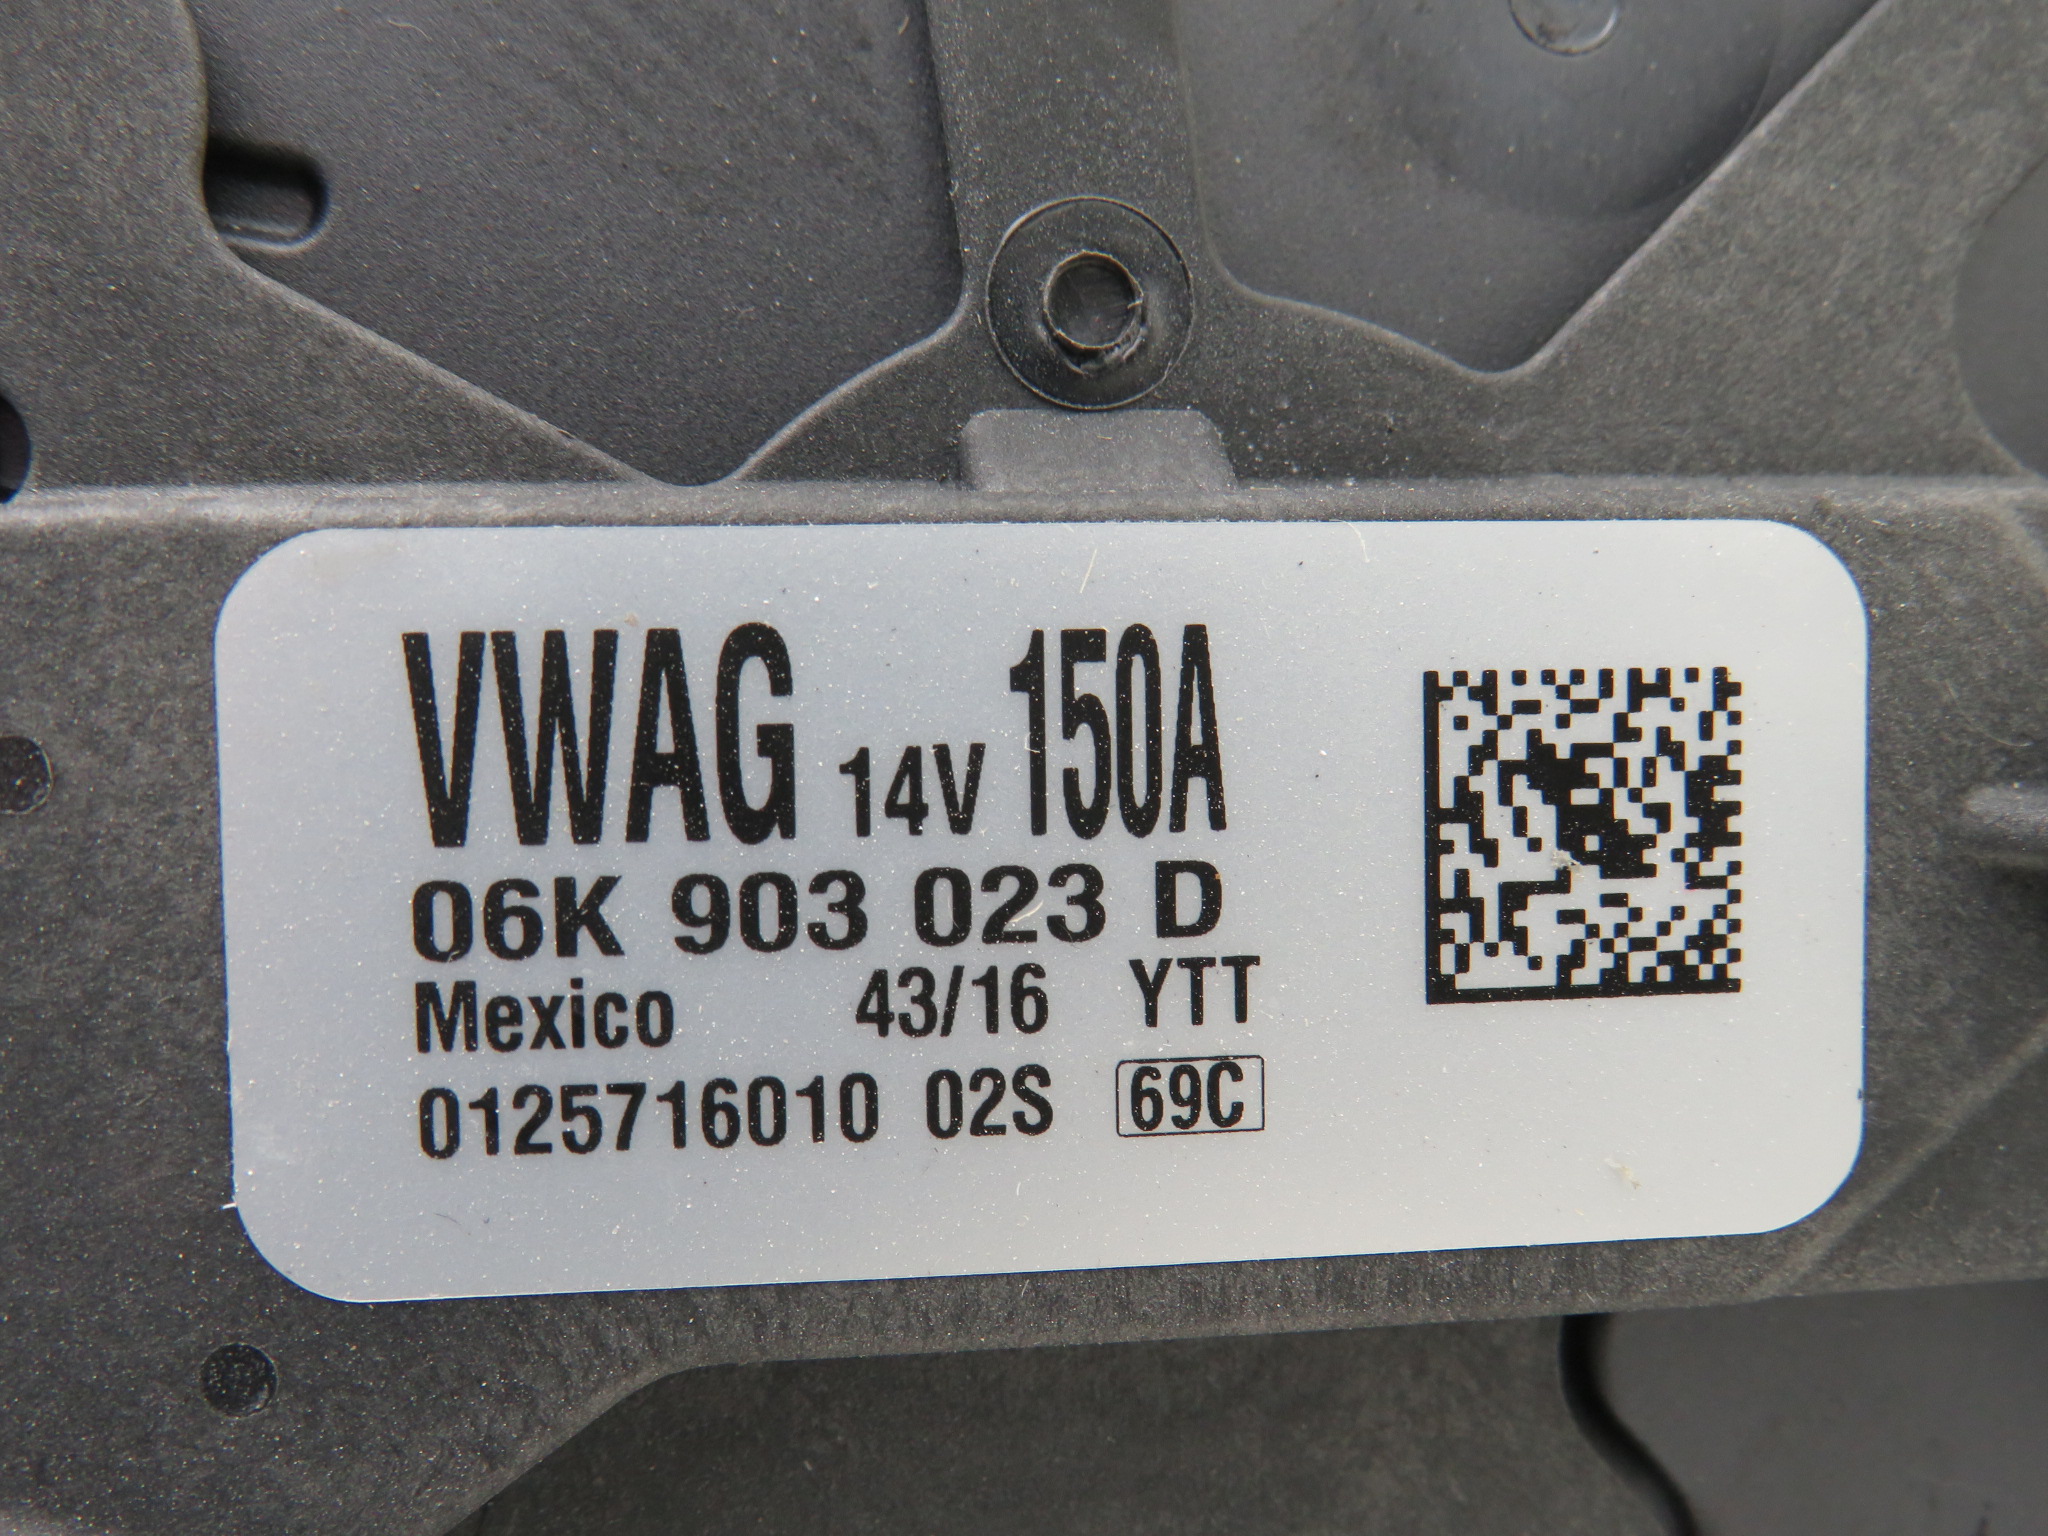 VWAG 14V 150A
06K 903 023 D
Mexico 43/16 YTT
0125716010 02S 69C